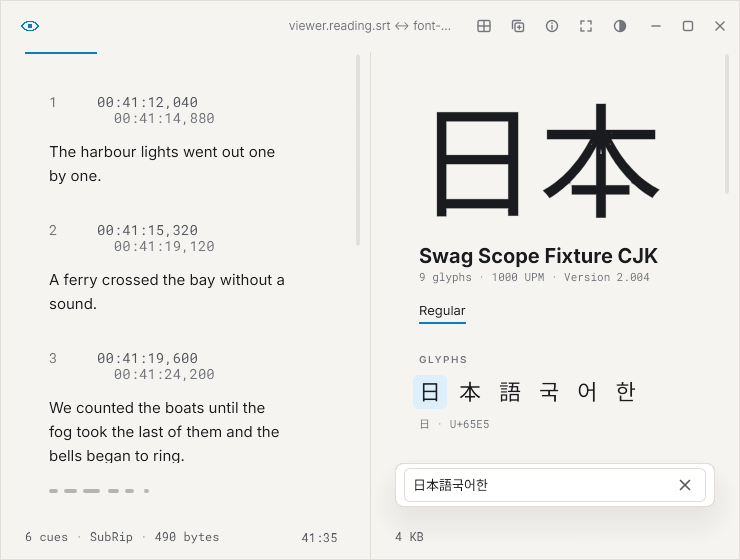 viewer.reading.srt ↔ font-...
1 00:41:12,040
00:41:14,880
The harbour lights went out one
by one.
2 00:41:15,320
00:41:19,120
A ferry crossed the bay without a
sound.
3 00:41:19,600
00:41:24,200
We counted the boats until the
fog took the last of them and the
bells began to ring.
6 cues · SubRip · 490 bytes 41:35
日本
Swag Scope Fixture CJK
9 glyphs · 1000 UPM · Version 2.004
Regular
GLYPHS
日 本 語 국 어 한
日 · U+65E5
日本語국어한
4 KB